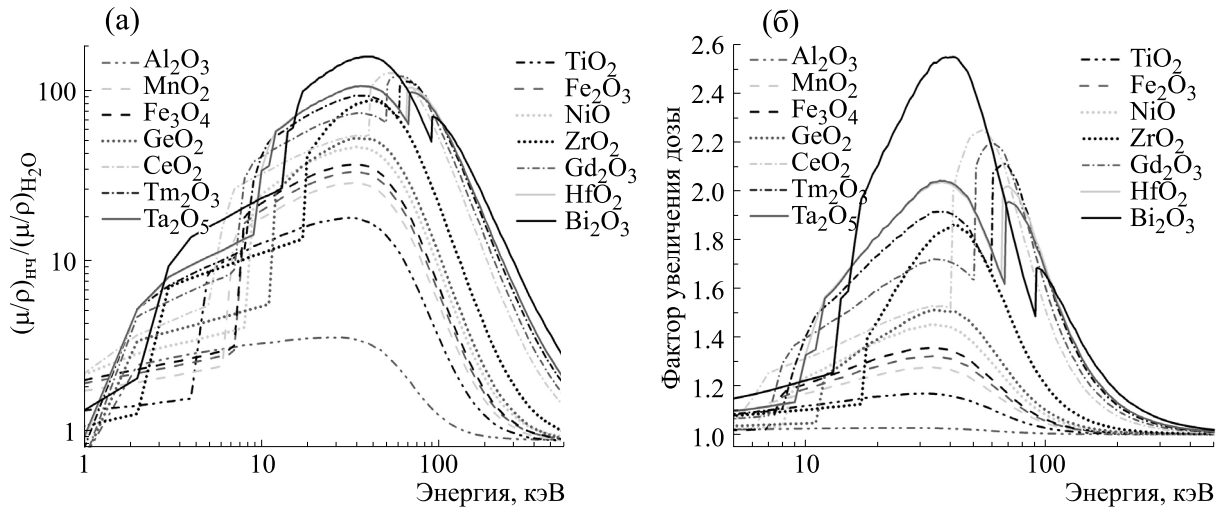 (а)
(μ/ρ)нч/(μ/ρ)H₂O
100
10
1
1
10
100
Энергия, кэВ
Al₂O₃
MnO₂
Fe₃O₄
GeO₂
CeO₂
Tm₂O₃
Ta₂O₅
TiO₂
Fe₂O₃
NiO
ZrO₂
Gd₂O₃
HfO₂
Bi₂O₃
(б)
Фактор увеличения дозы
2.6
2.4
2.2
2.0
1.8
1.6
1.4
1.2
1.0
10
100
Энергия, кэВ
Al₂O₃
MnO₂
Fe₃O₄
GeO₂
CeO₂
Tm₂O₃
Ta₂O₅
TiO₂
Fe₂O₃
NiO
ZrO₂
Gd₂O₃
HfO₂
Bi₂O₃